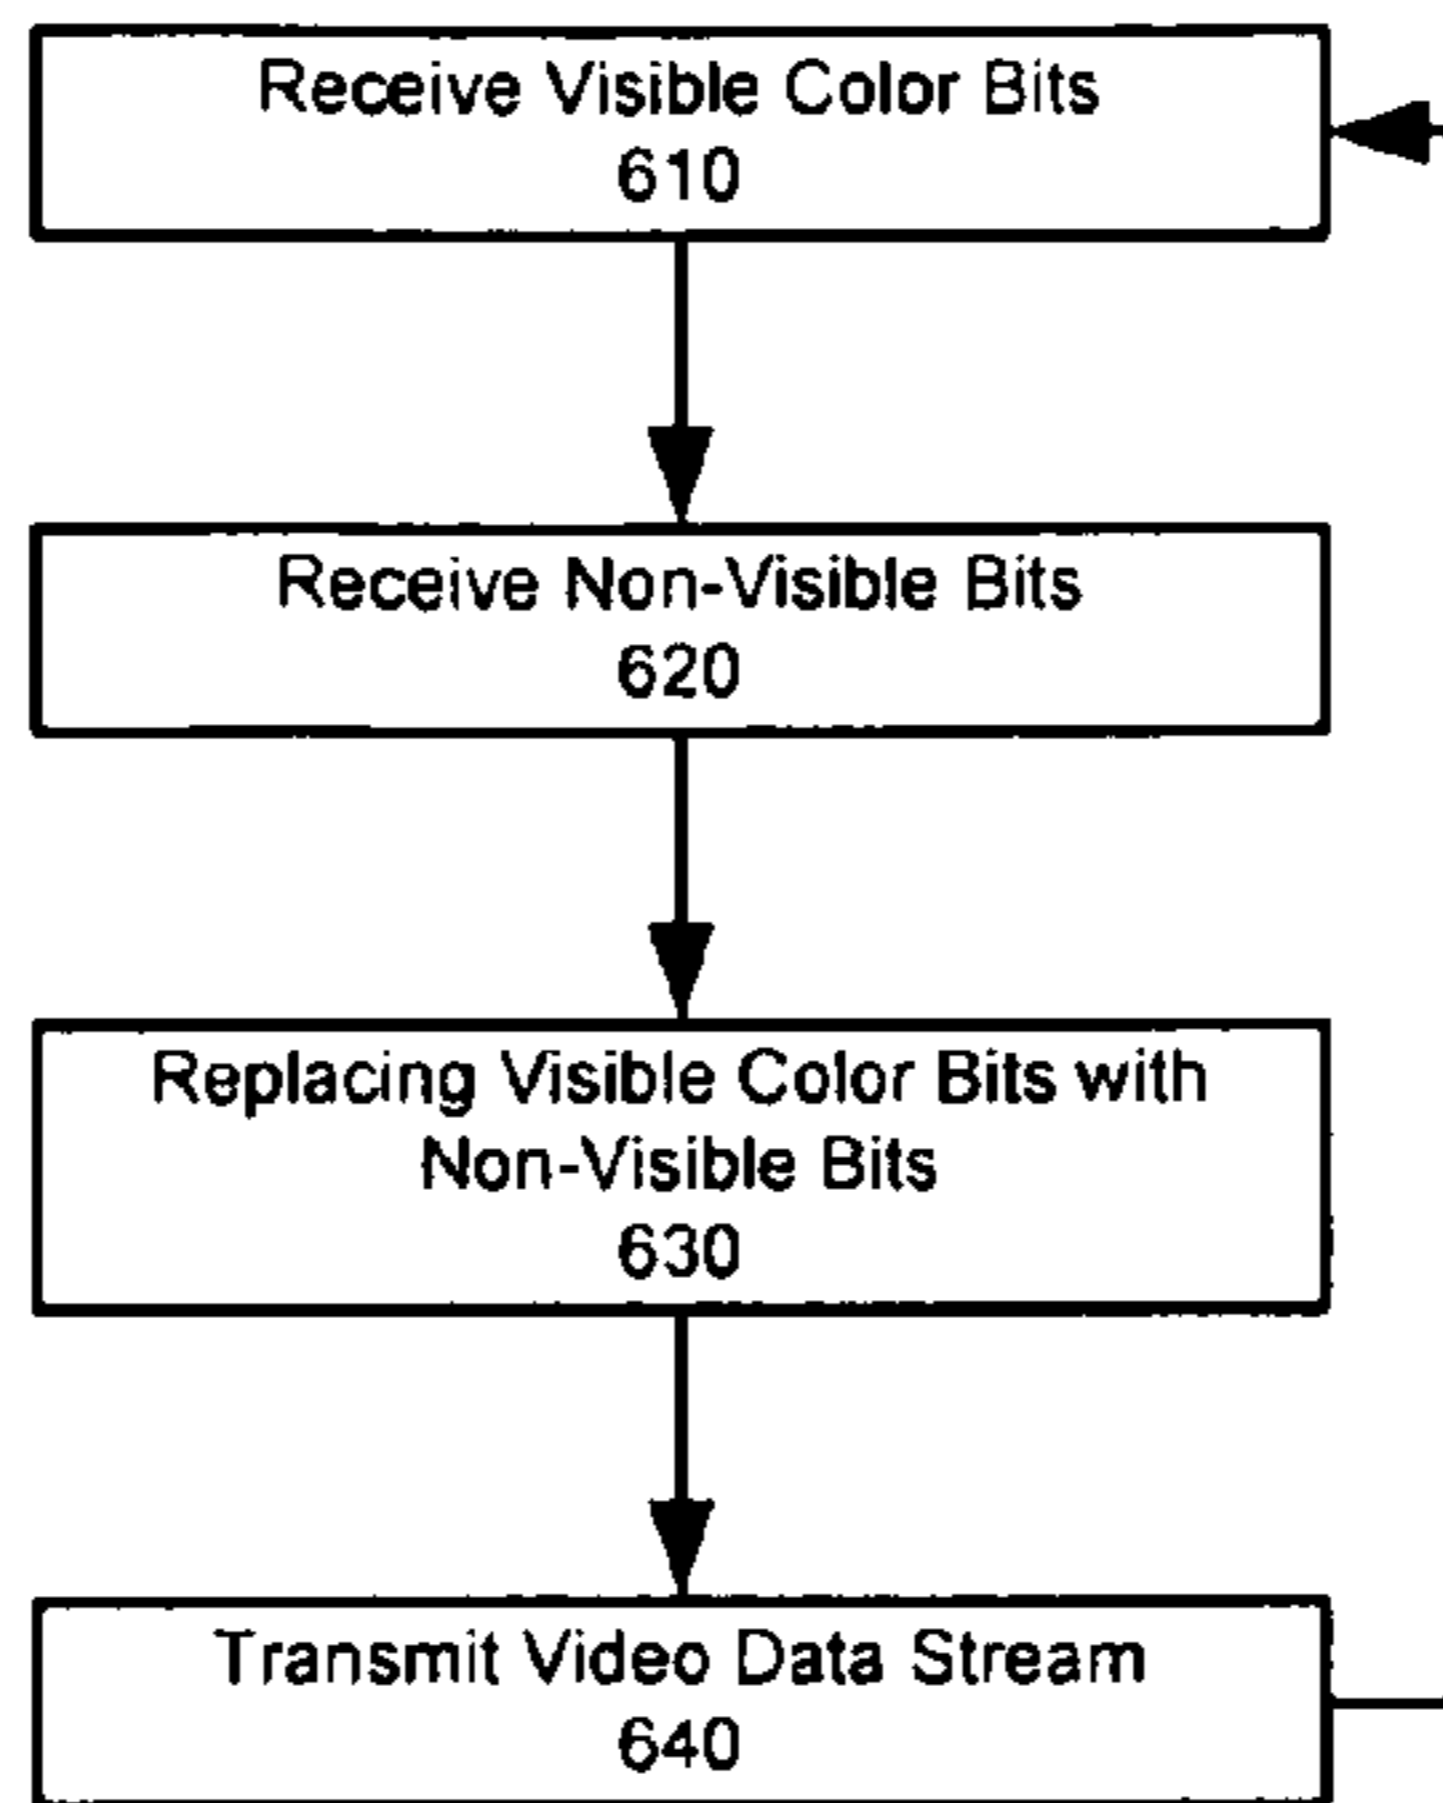 Receive Visible Color Bits
610
Receive Non-Visible Bits
620
Replacing Visible Color Bits with
Non-Visible Bits
630
Transmit Video Data Stream
640